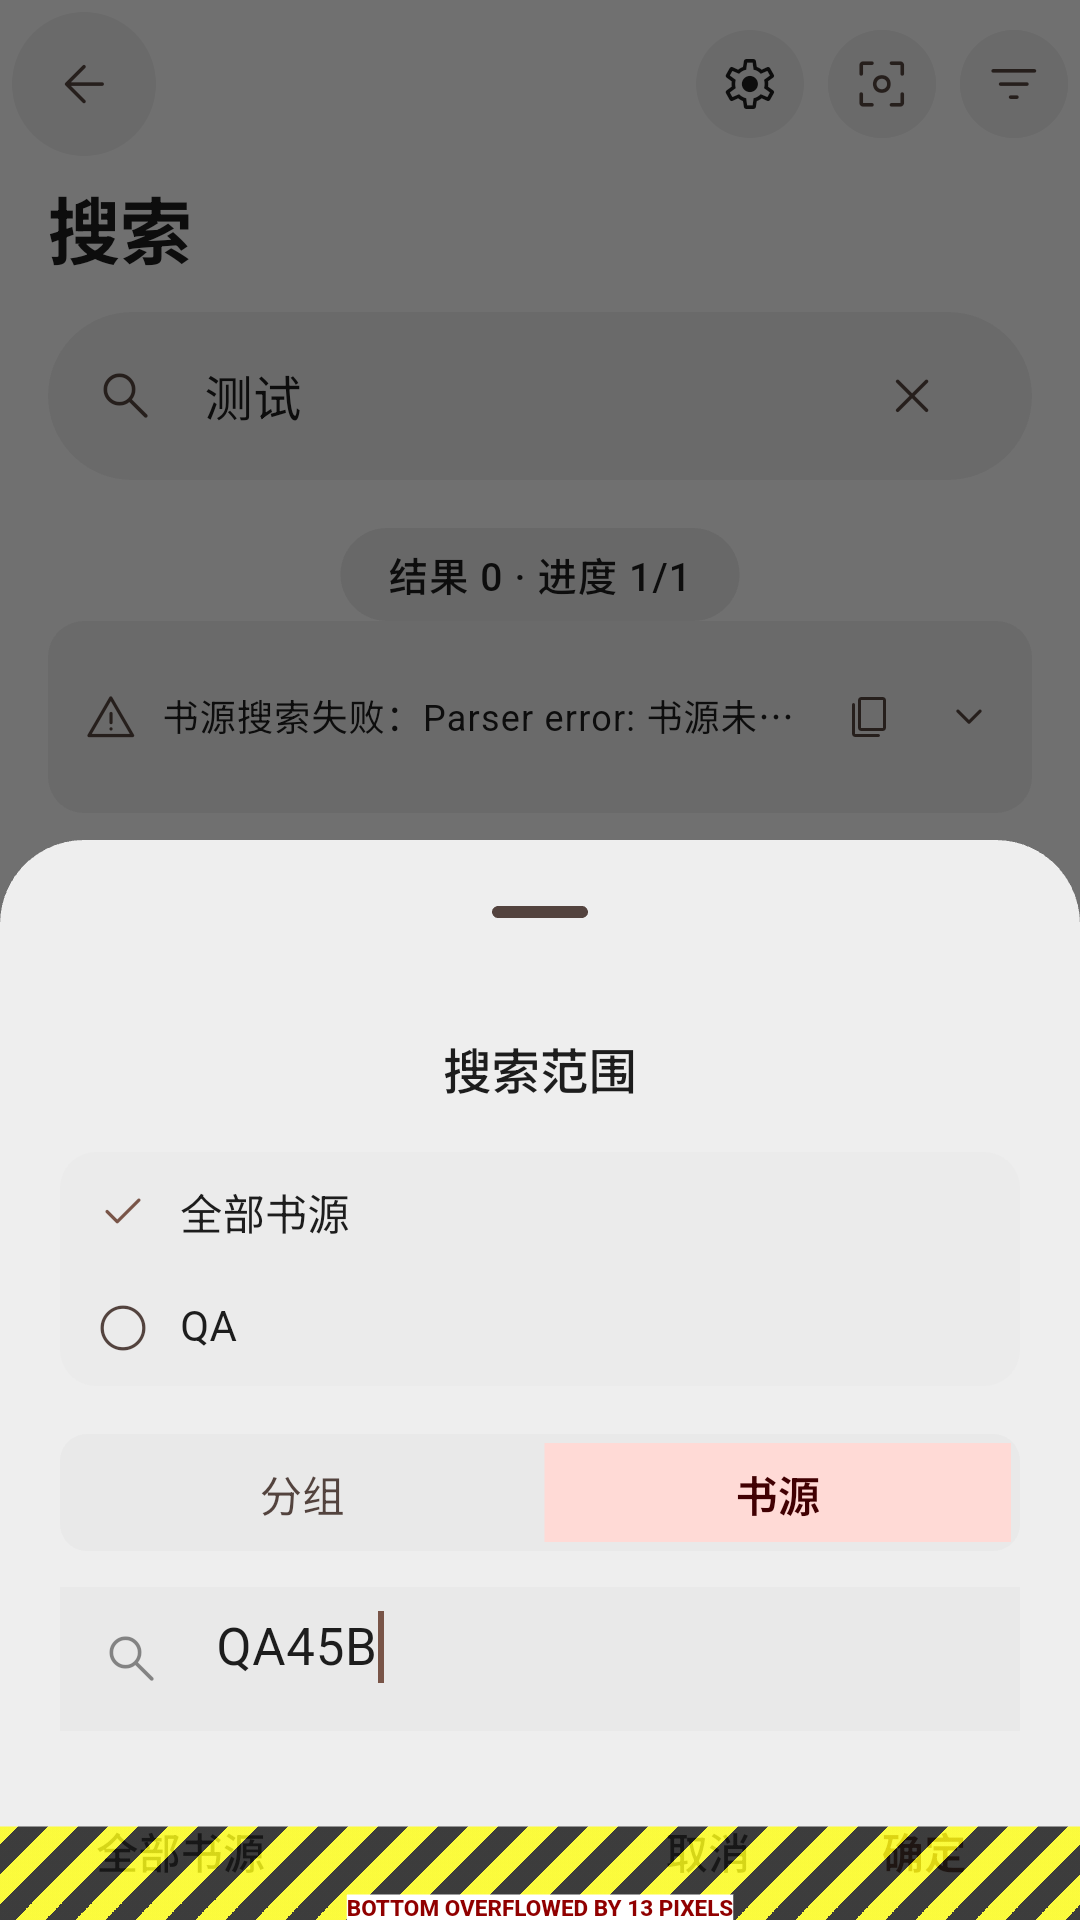 搜索
测试
结果 0 · 进度 1/1
书源搜索失败：Parser error: 书源未…
搜索范围
全部书源
QA
分组 书源
QA45B
全部书源 取消 确定
BOTTOM OVERFLOWED BY 13 PIXELS